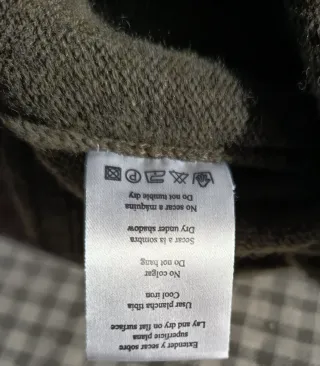 Extender y secar sobre
superficie plana
Lay and dry on flat surface
Usar plancha tibia
Cool iron
No colgar
Do not hang
Secar a la sombra
Dry under shadow
No secar a máquina
Do not tumble dry
P